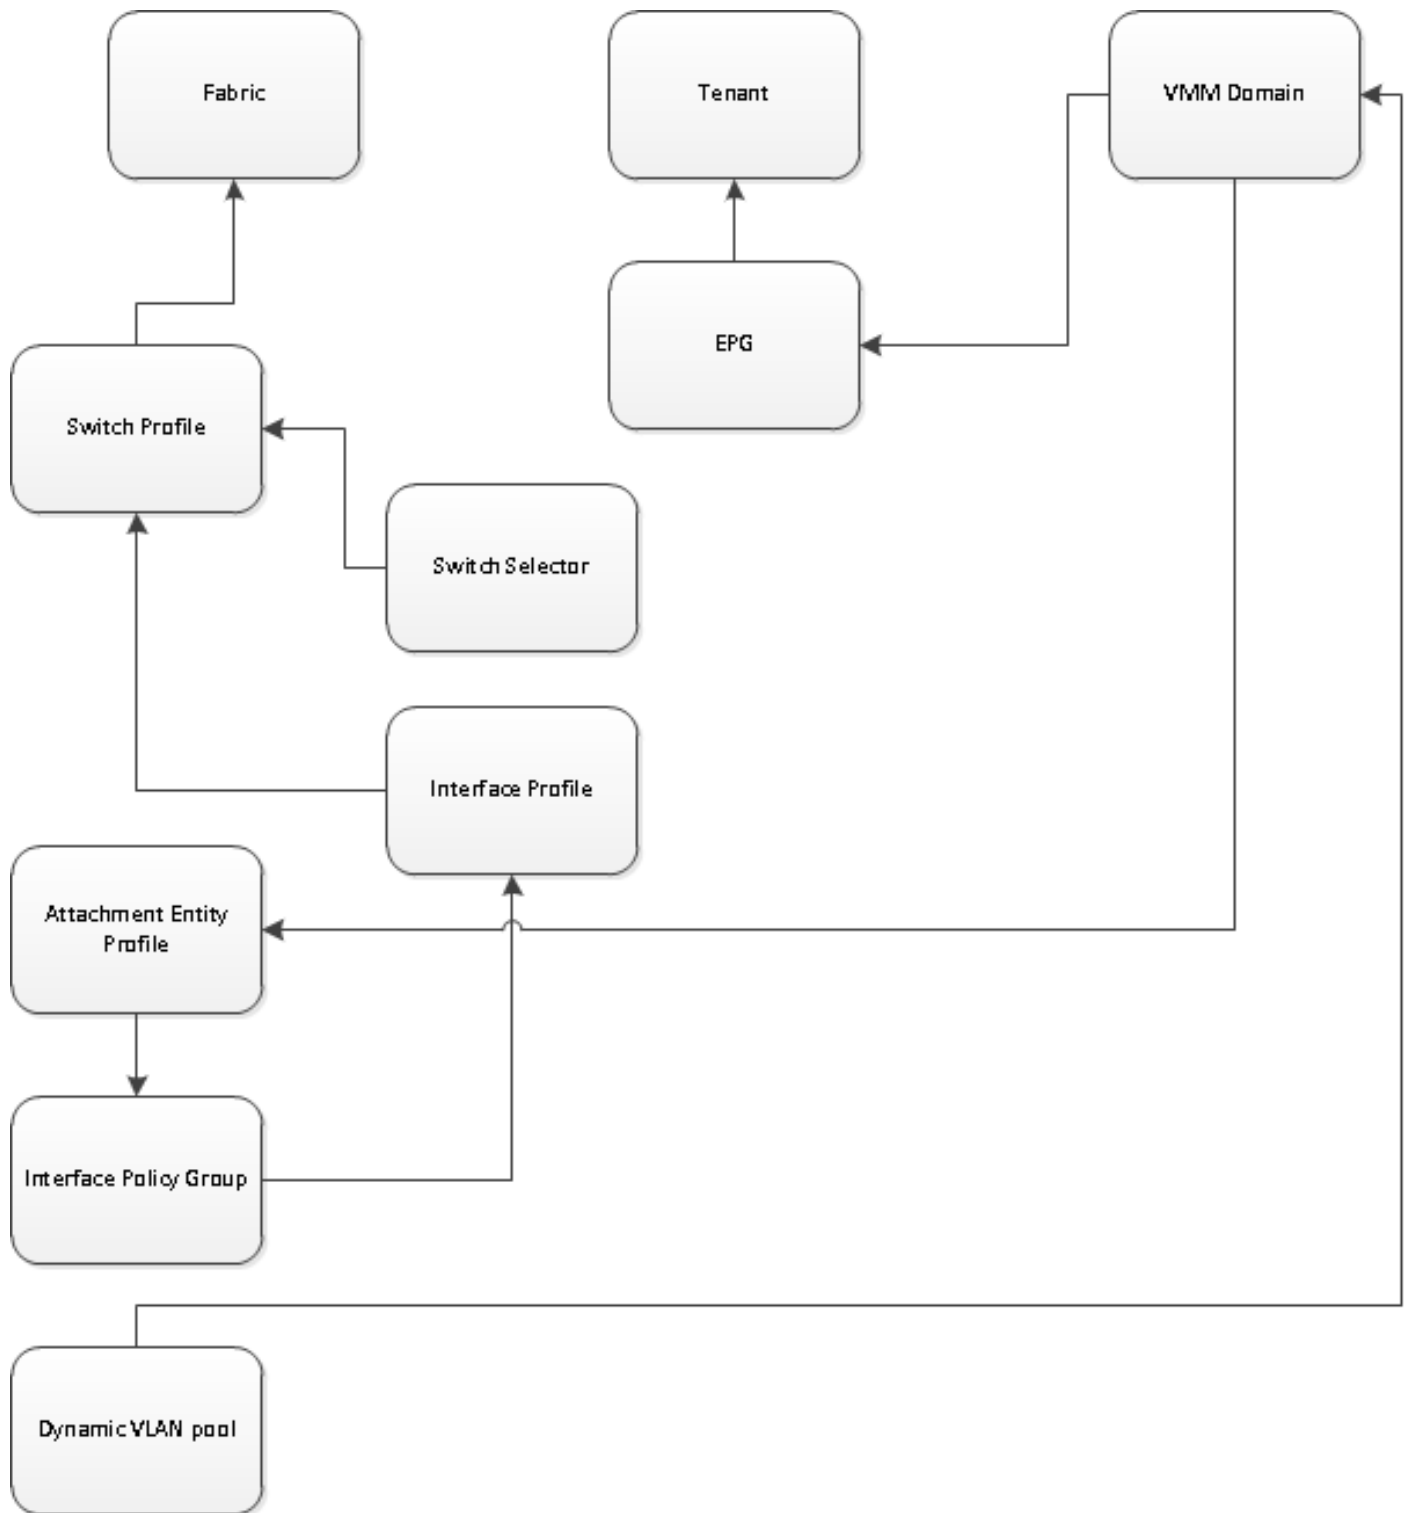 Fabric
Tenant
VMM Domain
EPG
Switch Profile
Switch Selector
Interface Profile
Attachment Entity
Profile
Interface Policy Group
Dynamic VLAN pool